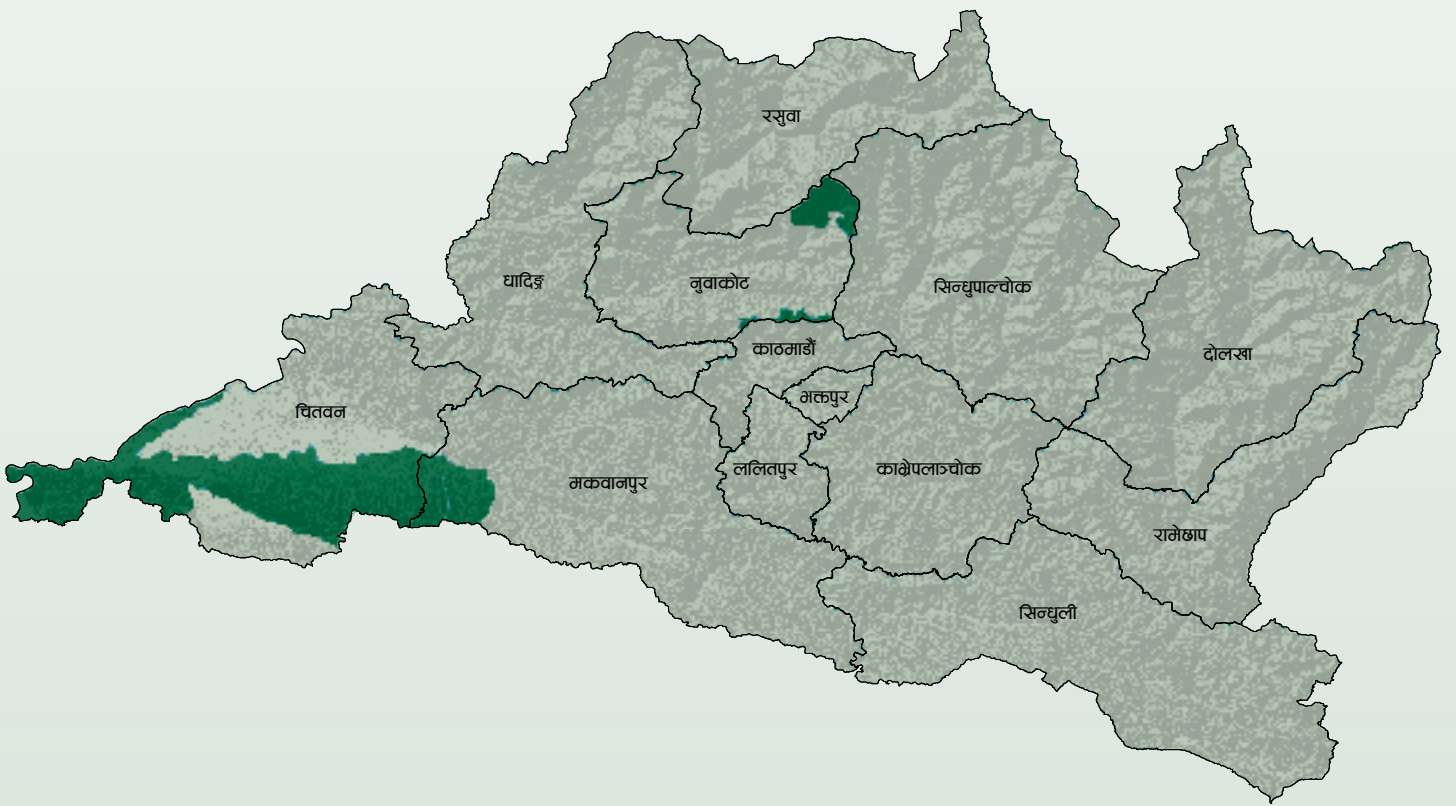 रसुवा
धादिङ्ग
नुवाकोट
सिन्धुपाल्चोक
काठमाडौं
दोलखा
भक्तपुर
चितवन
ललितपुर
काभ्रेपलाञ्चोक
मकवानपुर
रामेछाप
सिन्धुली